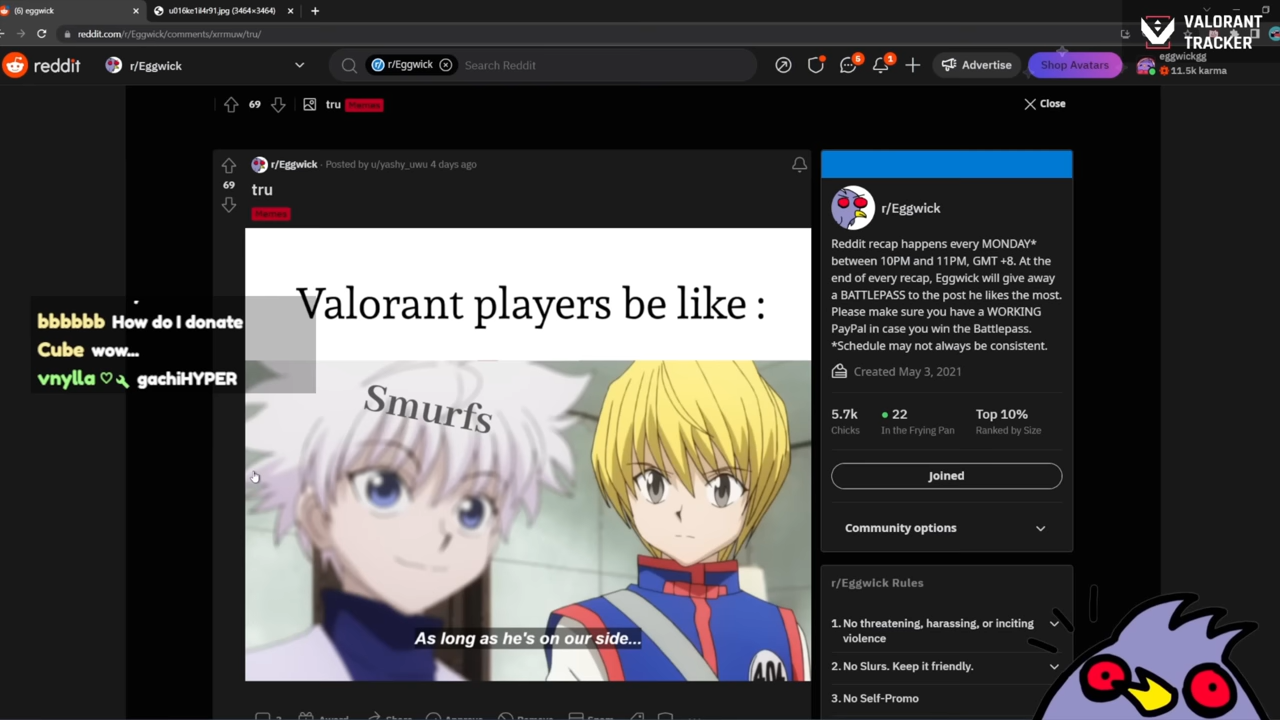 eggwick
u016ke1il4r91.jpg (3464×3464)
reddit.com/r/Eggwick/comments/xrrmuw/tru/
VALORANT
TRACKER
reddit
r/Eggwick
r/Eggwick
Search Reddit
6
1
Advertise
Shop Avatars
eggwickgg
11.5k karma
69
tru
Memes
Close
r/Eggwick · Posted by u/yashy_uwu 4 days ago
69
tru
Memes
Valorant players be like :
bbbbbb How do I donate
Cube wow...
vnylla gachiHYPER
Smurfs
As long as he's on our side...
r/Eggwick
Reddit recap happens every MONDAY*
between 10PM and 11PM, GMT +8. At the
end of every recap, Eggwick will give away
a BATTLEPASS to the post he likes the most.
Please make sure you have a WORKING
PayPal in case you win the Battlepass.
*Schedule may not always be consistent.
Created May 3, 2021
5.7k
22
Top 10%
Chicks
In the Frying Pan
Ranked by Size
Joined
Community options
r/Eggwick Rules
1. No threatening, harassing, or inciting
violence
2. No Slurs. Keep it friendly.
3. No Self-Promo